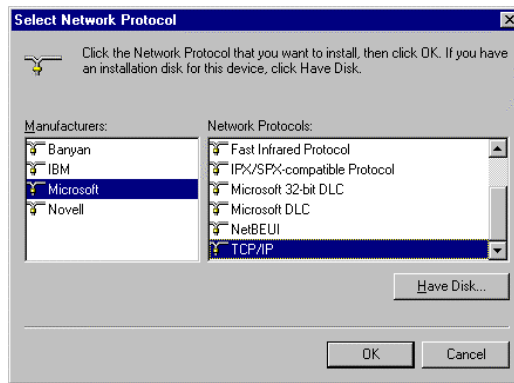 Select Network Protocol
Click the Network Protocol that you want to install, then click OK. If you have
an installation disk for this device, click Have Disk.
Manufacturers:
Banyan
IBM
Microsoft
Novell
Network Protocols:
Fast Infrared Protocol
IPX/SPX-compatible Protocol
Microsoft 32-bit DLC
Microsoft DLC
NetBEUI
TCP/IP
Have Disk...
OK
Cancel